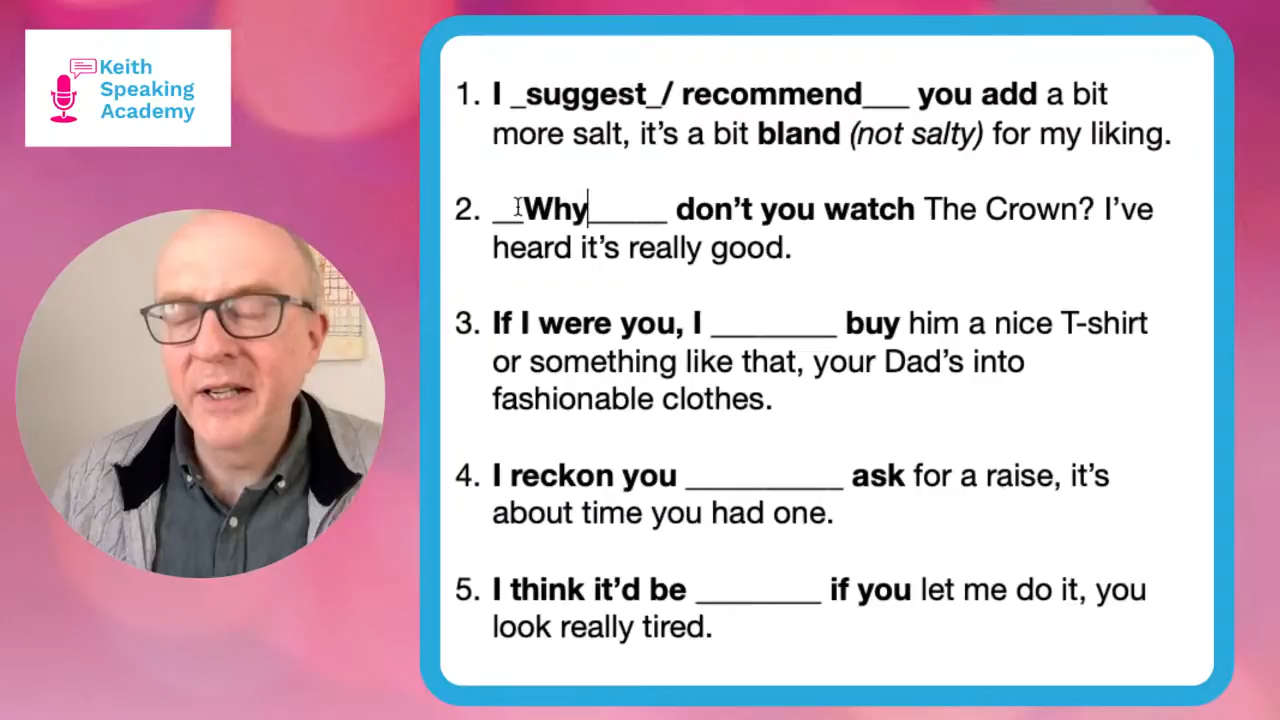 Keith
Speaking
Academy
1. I _suggest_/ recommend___ you add a bit
more salt, it's a bit bland (not salty) for my liking.
2. __Why_____ don't you watch The Crown? I've
heard it's really good.
3. If I were you, I ________ buy him a nice T-shirt
or something like that, your Dad's into
fashionable clothes.
4. I reckon you __________ ask for a raise, it's
about time you had one.
5. I think it'd be ________ if you let me do it, you
look really tired.